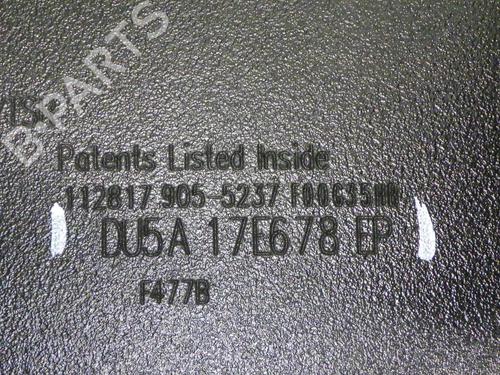 B-PARTS
Patents Listed Inside
112817 905-5237 F00635HH
DU5A 17E678 EP
F477B